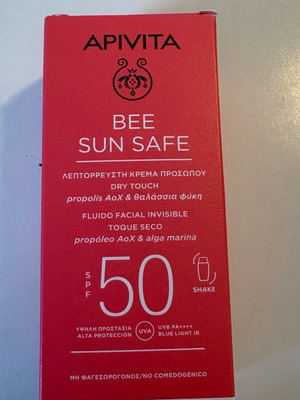 APIVITA
BEE
SUN SAFE
ΛΕΠΤΟΡΡΕΥΣΤΗ ΚΡΕΜΑ ΠΡΟΣΩΠΟΥ
DRY TOUCH
propolis AoX & θαλάσσια φύκη
FLUIDO FACIAL INVISIBLE
TOQUE SECO
propóleo AoX & alga marina
SPF 50
SHAKE
ΥΨΗΛΗ ΠΡΟΣΤΑΣΙΑ
ALTA PROTECCIÓN
UVA
UVB PA++++
BLUE LIGHT IR
ΜΗ ΦΑΓΕΣΩΡΟΓΟΝΟΣ/NO COMEDOGÉNICO